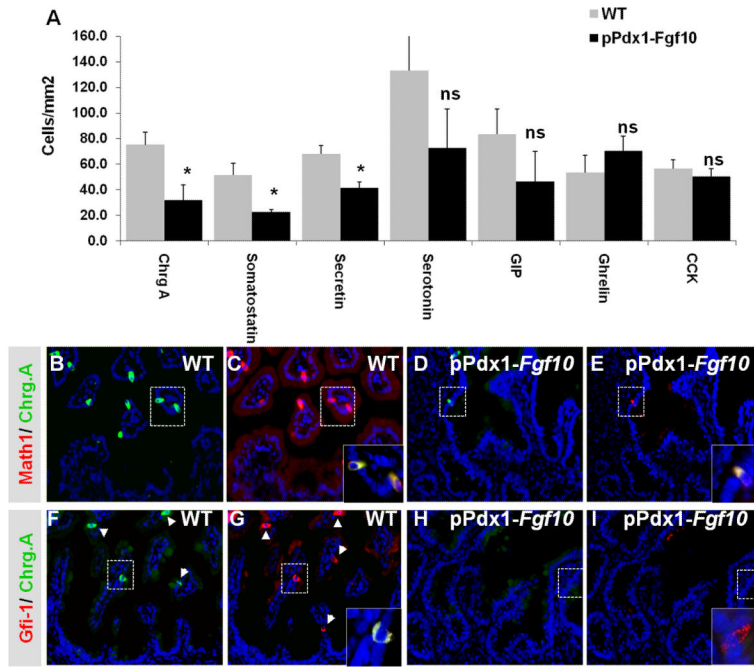 A
WT
pPdx1-Fgf10
Cells/mm2
160.0
140.0
120.0
100.0
80.0
60.0
40.0
20.0
0.0
* * * ns ns ns ns
Chrg A
Somatostatin
Secretin
Serotonin
GIP
Ghrelin
CCK
Math1/ Chrg.A
B WT
C WT
D pPdx1-Fgf10
E pPdx1-Fgf10
Gfi-1/ Chrg.A
F WT
G WT
H pPdx1-Fgf10
I pPdx1-Fgf10